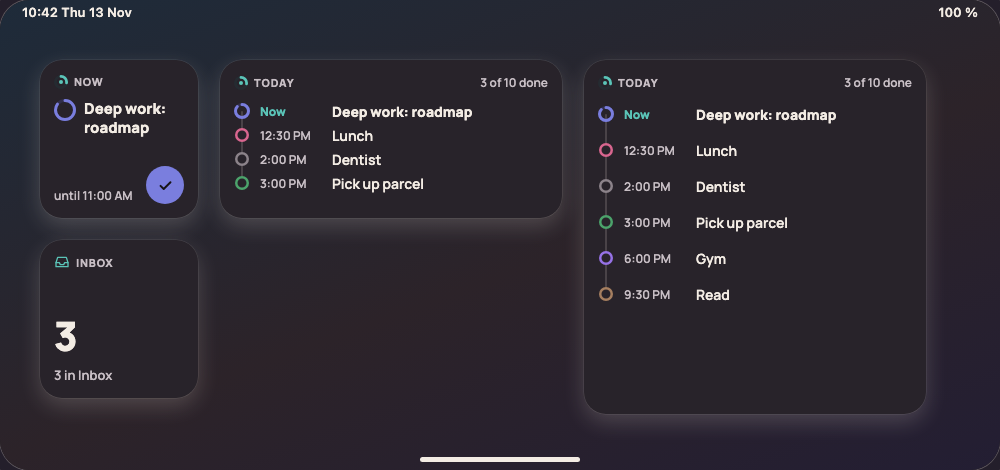 10:42 Thu 13 Nov
100 %
NOW
Deep work:
roadmap
until 11:00 AM
TODAY 3 of 10 done
Now Deep work: roadmap
12:30 PM Lunch
2:00 PM Dentist
3:00 PM Pick up parcel
TODAY 3 of 10 done
Now Deep work: roadmap
12:30 PM Lunch
2:00 PM Dentist
3:00 PM Pick up parcel
6:00 PM Gym
9:30 PM Read
INBOX
3
3 in Inbox